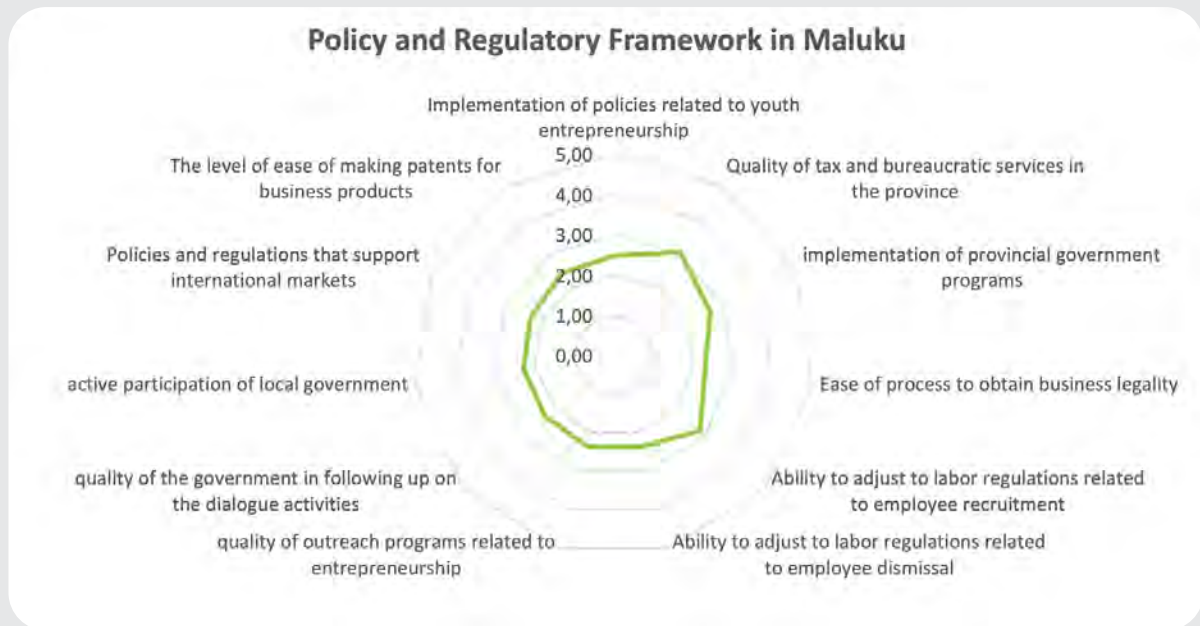 Policy and Regulatory Framework in Maluku
Implementation of policies related to youth
entrepreneurship
5,00
4,00
3,00
2,00
1,00
0,00
Quality of tax and bureaucratic services in
the province
implementation of provincial government
programs
Ease of process to obtain business legality
Ability to adjust to labor regulations related
to employee recruitment
Ability to adjust to labor regulations related
to employee dismissal
quality of outreach programs related to
entrepreneurship
quality of the government in following up on
the dialogue activities
active participation of local government
Policies and regulations that support
international markets
The level of ease of making patents for
business products